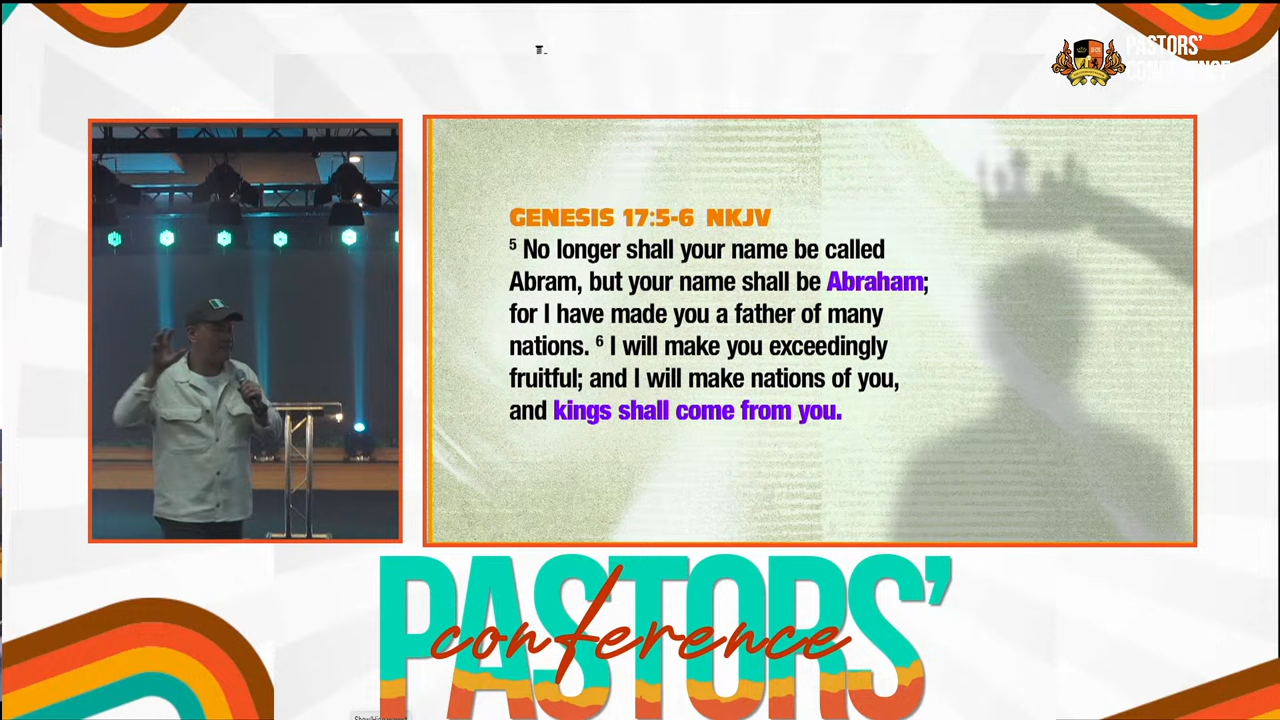 PASTORS'
CONFERENCE
GENESIS 17:5-6 NKJV
⁵ No longer shall your name be called
Abram, but your name shall be Abraham;
for I have made you a father of many
nations. ⁶ I will make you exceedingly
fruitful; and I will make nations of you,
and kings shall come from you.
PASTORS'
conference